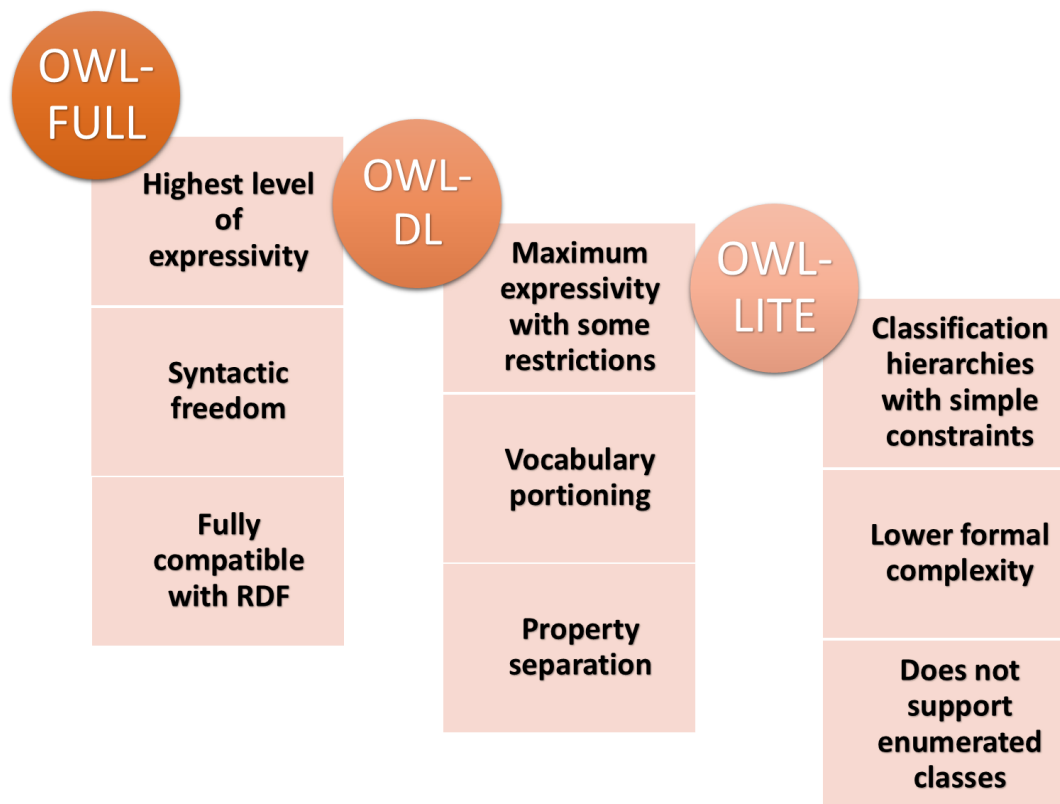 OWL-
FULL
Highest level
of
expressivity
Syntactic
freedom
Fully
compatible
with RDF
OWL-
DL
Maximum
expressivity
with some
restrictions
Vocabulary
portioning
Property
separation
OWL-
LITE
Classification
hierarchies
with simple
constraints
Lower formal
complexity
Does not
support
enumerated
classes